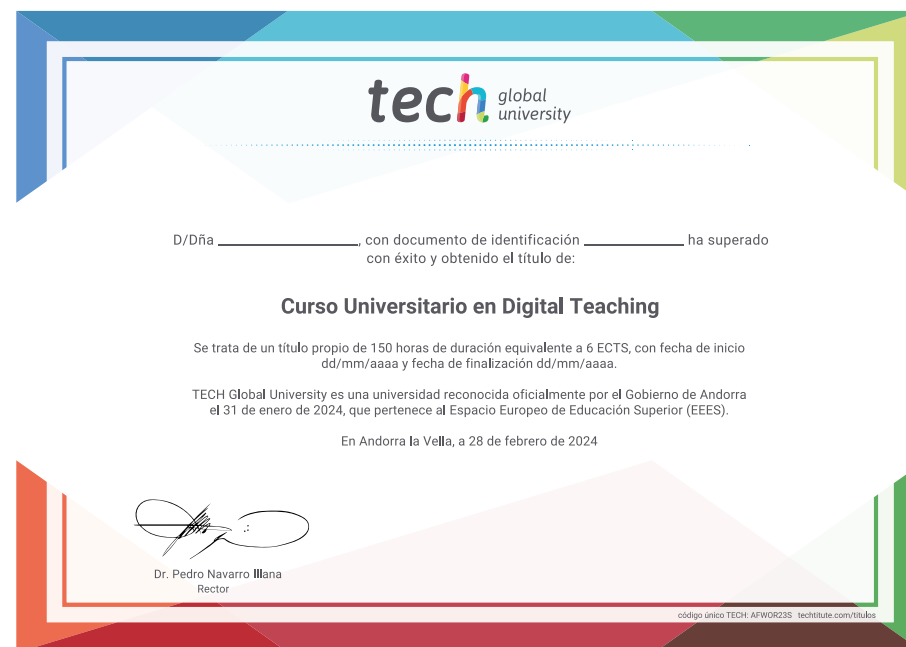 tech global university
D/Dña ____________________, con documento de identificación ______________ ha superado
con éxito y obtenido el título de:
Curso Universitario en Digital Teaching
Se trata de un título propio de 150 horas de duración equivalente a 6 ECTS, con fecha de inicio
dd/mm/aaaa y fecha de finalización dd/mm/aaaa.
TECH Global University es una universidad reconocida oficialmente por el Gobierno de Andorra
el 31 de enero de 2024, que pertenece al Espacio Europeo de Educación Superior (EEES).
En Andorra la Vella, a 28 de febrero de 2024
Dr. Pedro Navarro Illana
Rector
código único TECH: AFWOR23S techtitute.com/titulos